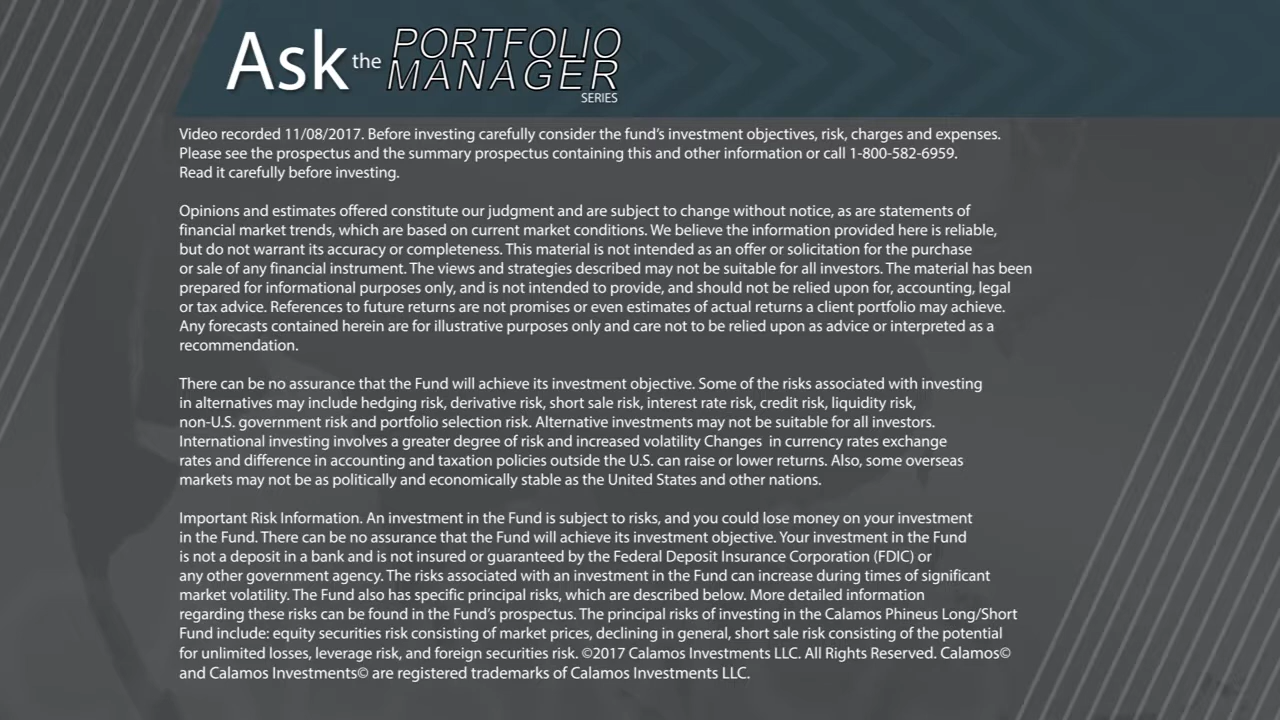 Ask the PORTFOLIO
MANAGER
SERIES
Video recorded 11/08/2017. Before investing carefully consider the fund's investment objectives, risk, charges and expenses.
Please see the prospectus and the summary prospectus containing this and other information or call 1-800-582-6959.
Read it carefully before investing.
Opinions and estimates offered constitute our judgment and are subject to change without notice, as are statements of
financial market trends, which are based on current market conditions. We believe the information provided here is reliable,
but do not warrant its accuracy or completeness. This material is not intended as an offer or solicitation for the purchase
or sale of any financial instrument. The views and strategies described may not be suitable for all investors. The material has been
prepared for informational purposes only, and is not intended to provide, and should not be relied upon for, accounting, legal
or tax advice. References to future returns are not promises or even estimates of actual returns a client portfolio may achieve.
Any forecasts contained herein are for illustrative purposes only and care not to be relied upon as advice or interpreted as a
recommendation.
There can be no assurance that the Fund will achieve its investment objective. Some of the risks associated with investing
in alternatives may include hedging risk, derivative risk, short sale risk, interest rate risk, credit risk, liquidity risk,
non-U.S. government risk and portfolio selection risk. Alternative investments may not be suitable for all investors.
International investing involves a greater degree of risk and increased volatility Changes  in currency rates exchange
rates and difference in accounting and taxation policies outside the U.S. can raise or lower returns. Also, some overseas
markets may not be as politically and economically stable as the United States and other nations.
Important Risk Information. An investment in the Fund is subject to risks, and you could lose money on your investment
in the Fund. There can be no assurance that the Fund will achieve its investment objective. Your investment in the Fund
is not a deposit in a bank and is not insured or guaranteed by the Federal Deposit Insurance Corporation (FDIC) or
any other government agency. The risks associated with an investment in the Fund can increase during times of significant
market volatility. The Fund also has specific principal risks, which are described below. More detailed information
regarding these risks can be found in the Fund's prospectus. The principal risks of investing in the Calamos Phineus Long/Short
Fund include: equity securities risk consisting of market prices, declining in general, short sale risk consisting of the potential
for unlimited losses, leverage risk, and foreign securities risk. ©2017 Calamos Investments LLC. All Rights Reserved. Calamos©
and Calamos Investments© are registered trademarks of Calamos Investments LLC.